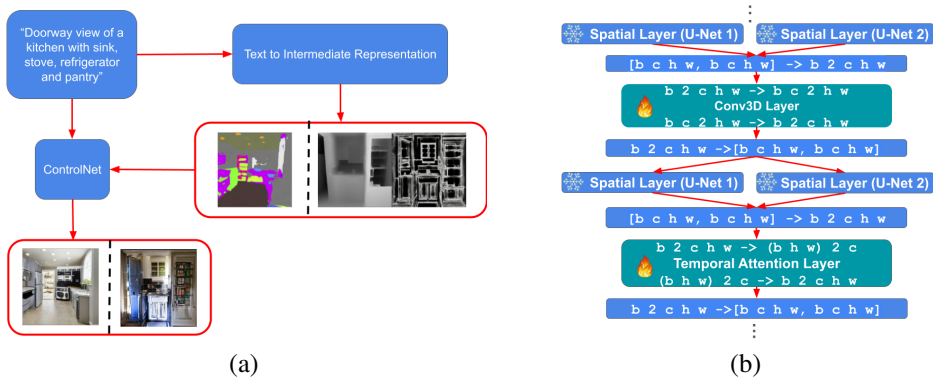 “Doorway view of a
kitchen with sink,
stove, refrigerator
and pantry”
Text to Intermediate Representation
ControlNet
(a)
Spatial Layer (U-Net 1)
Spatial Layer (U-Net 2)
[b c h w, b c h w] -> b 2 c h w
b 2 c h w -> b c 2 h w
Conv3D Layer
b c 2 h w -> b 2 c h w
b 2 c h w ->[b c h w, b c h w]
Spatial Layer (U-Net 1)
Spatial Layer (U-Net 2)
[b c h w, b c h w] -> b 2 c h w
b 2 c h w -> (b h w) 2 c
Temporal Attention Layer
(b h w) 2 c -> b 2 c h w
b 2 c h w ->[b c h w, b c h w]
(b)